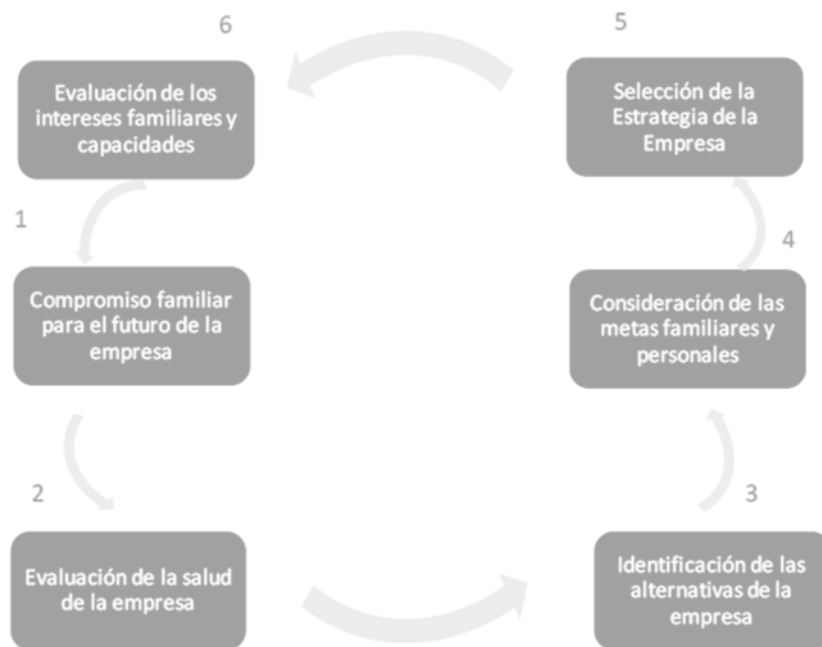 6
Evaluación de los
intereses familiares y
capacidades
1
Compromiso familiar
para el futuro de la
empresa
2
Evaluación de la salud
de la empresa
3
Identificación de las
alternativas de la
empresa
4
Consideración de las
metas familiares y
personales
5
Selección de la
Estrategia de la
Empresa